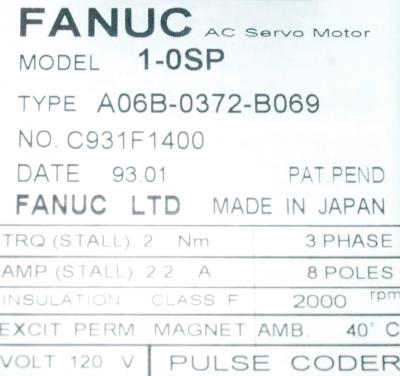 FANUC AC Servo Motor
MODEL 1-0SP
TYPE A06B-0372-B069
NO. C931F1400
DATE 93.01 PAT.PEND
FANUC LTD MADE IN JAPAN
TRQ (STALL) 2 Nm 3 PHASE
AMP (STALL) 2 2 A 8 POLES
INSULATION CLASS F 2000 rpm
EXCIT PERM MAGNET AMB. 40° C
VOLT 120 V PULSE CODER